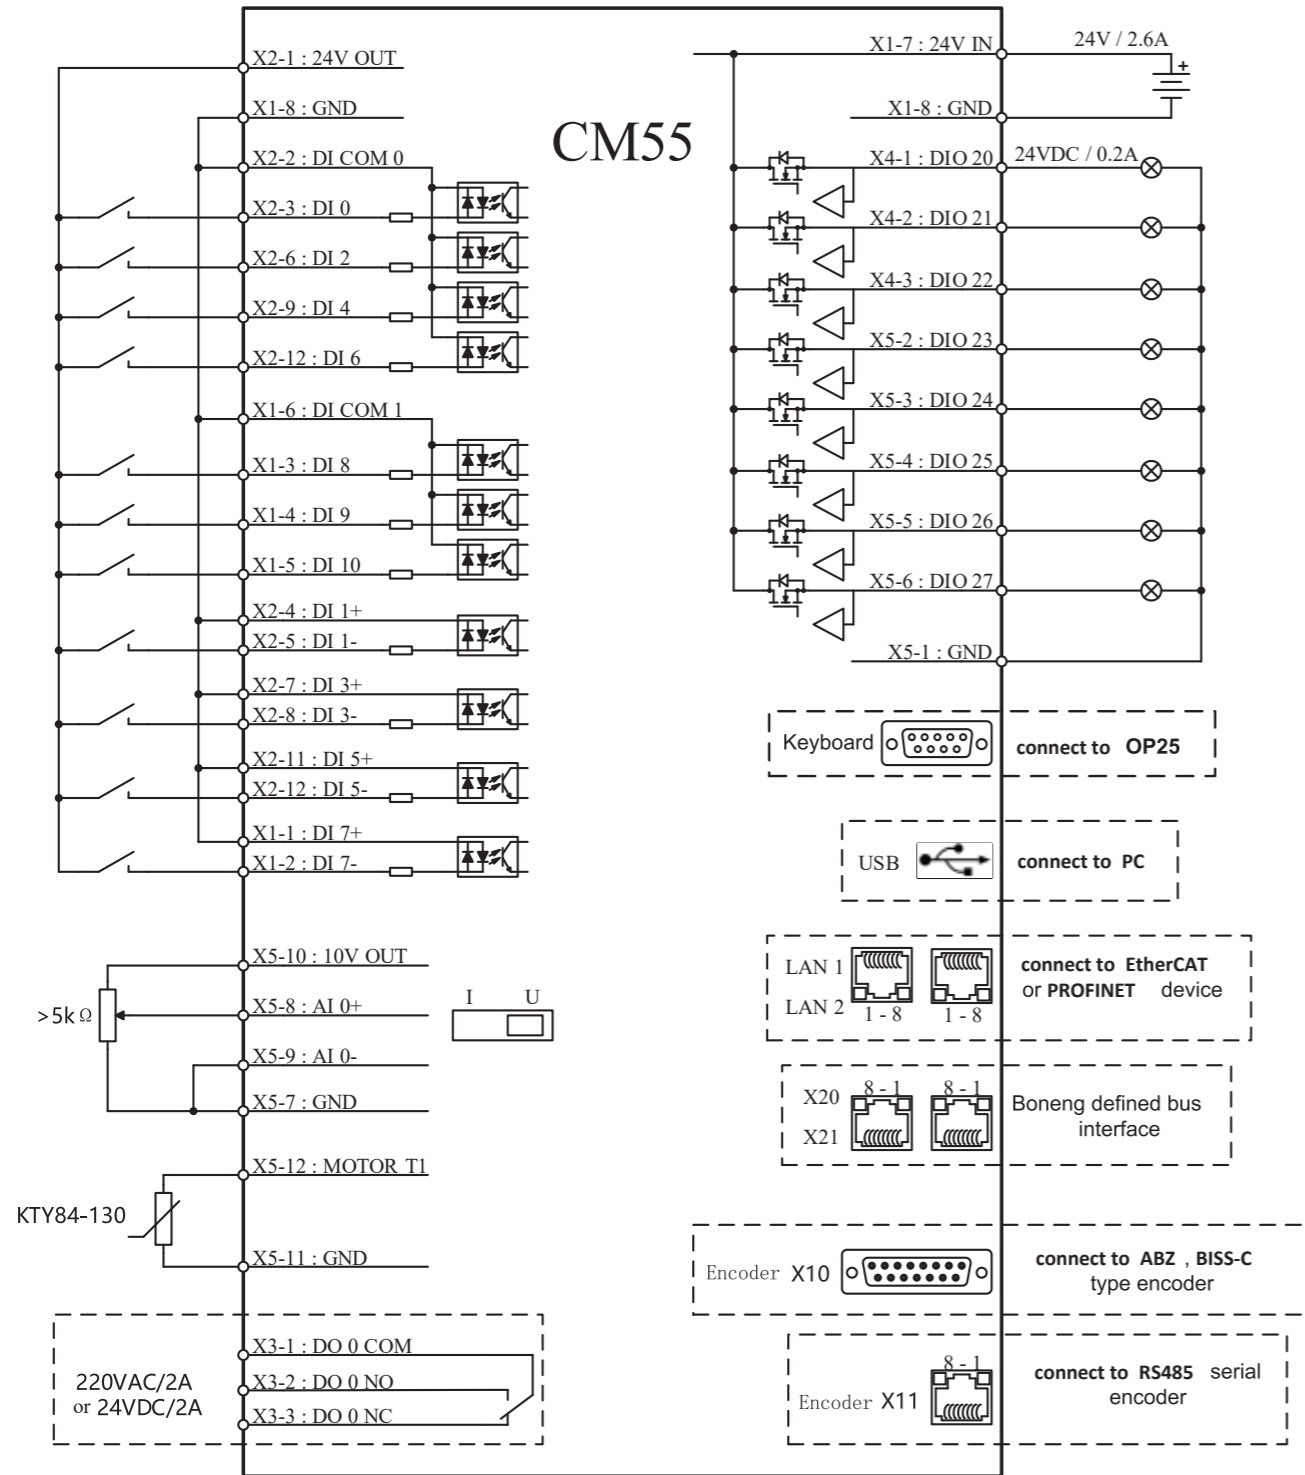 CM55
X2-1 : 24V OUT
X1-8 : GND
X2-2 : DI COM 0
X2-3 : DI 0
X2-6 : DI 2
X2-9 : DI 4
X2-12 : DI 6
X1-6 : DI COM 1
X1-3 : DI 8
X1-4 : DI 9
X1-5 : DI 10
X2-4 : DI 1+
X2-5 : DI 1-
X2-7 : DI 3+
X2-8 : DI 3-
X2-11 : DI 5+
X2-12 : DI 5-
X1-1 : DI 7+
X1-2 : DI 7-
X5-10 : 10V OUT
>5k Ω
X5-8 : AI 0+
I U
X5-9 : AI 0-
X5-7 : GND
X5-12 : MOTOR T1
KTY84-130
X5-11 : GND
220VAC/2A
or 24VDC/2A
X3-1 : DO 0 COM
X3-2 : DO 0 NO
X3-3 : DO 0 NC
X1-7 : 24V IN
24V / 2.6A
+
X1-8 : GND
X4-1 : DIO 20
24VDC / 0.2A
X4-2 : DIO 21
X4-3 : DIO 22
X5-2 : DIO 23
X5-3 : DIO 24
X5-4 : DIO 25
X5-5 : DIO 26
X5-6 : DIO 27
X5-1 : GND
Keyboard
connect to OP25
USB
connect to PC
LAN 1
LAN 2
1 - 8 1 - 8
connect to EtherCAT
or PROFINET device
X20
X21
8 - 1 8 - 1
Boneng defined bus
interface
Encoder X10
connect to ABZ , BISS-C
type encoder
Encoder X11
8 - 1
connect to RS485 serial
encoder